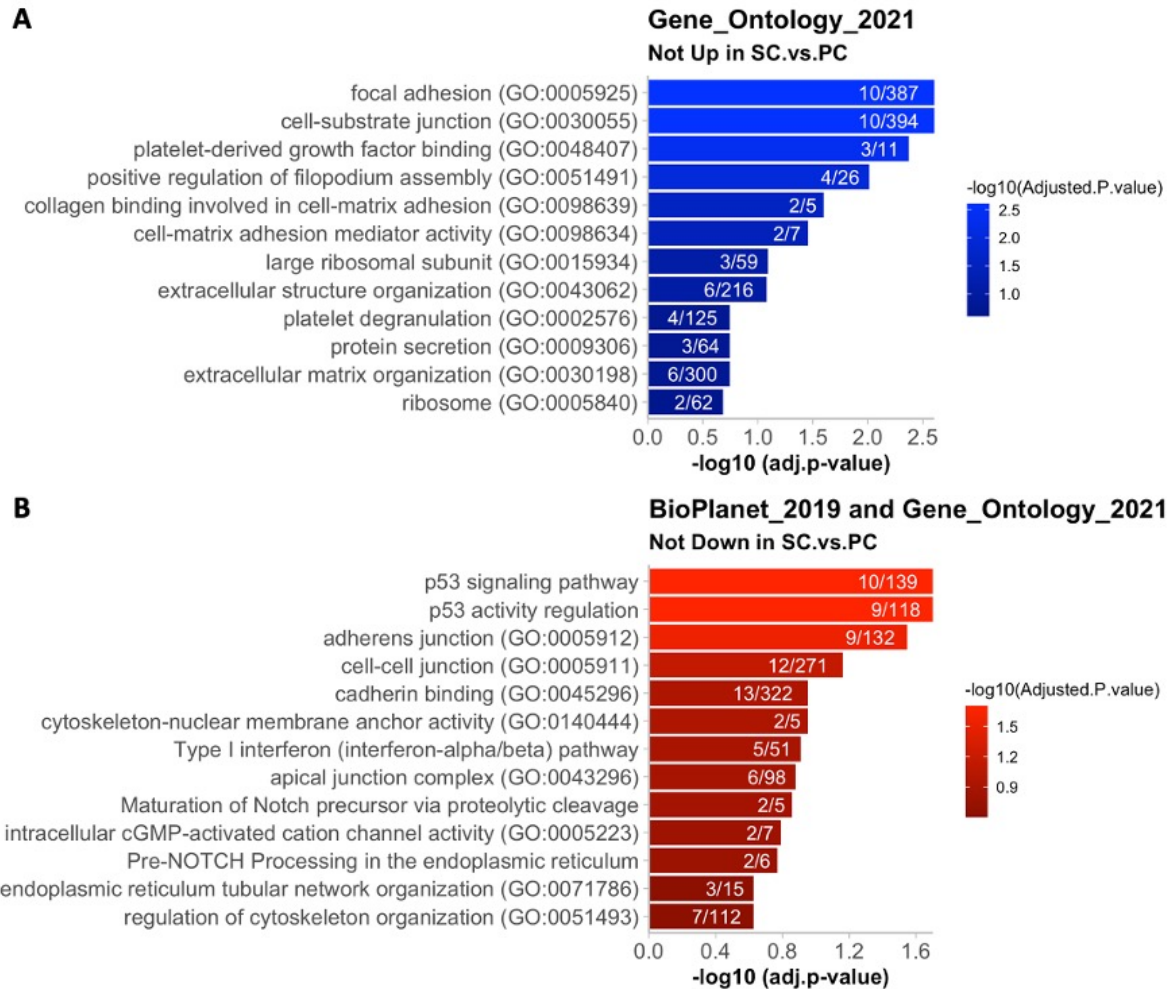 A
Gene_Ontology_2021
Not Up in SC.vs.PC
focal adhesion (GO:0005925) 10/387
cell-substrate junction (GO:0030055) 10/394
platelet-derived growth factor binding (GO:0048407) 3/11
positive regulation of filopodium assembly (GO:0051491) 4/26
collagen binding involved in cell-matrix adhesion (GO:0098639) 2/5
cell-matrix adhesion mediator activity (GO:0098634) 2/7
large ribosomal subunit (GO:0015934) 3/59
extracellular structure organization (GO:0043062) 6/216
platelet degranulation (GO:0002576) 4/125
protein secretion (GO:0009306) 3/64
extracellular matrix organization (GO:0030198) 6/300
ribosome (GO:0005840) 2/62
0.0 0.5 1.0 1.5 2.0 2.5
-log10 (adj.p-value)
-log10(Adjusted.P.value)
2.5
2.0
1.5
1.0
B
BioPlanet_2019 and Gene_Ontology_2021
Not Down in SC.vs.PC
p53 signaling pathway 10/139
p53 activity regulation 9/118
adherens junction (GO:0005912) 9/132
cell-cell junction (GO:0005911) 12/271
cadherin binding (GO:0045296) 13/322
cytoskeleton-nuclear membrane anchor activity (GO:0140444) 2/5
Type I interferon (interferon-alpha/beta) pathway 5/51
apical junction complex (GO:0043296) 6/98
Maturation of Notch precursor via proteolytic cleavage 2/5
intracellular cGMP-activated cation channel activity (GO:0005223) 2/7
Pre-NOTCH Processing in the endoplasmic reticulum 2/6
endoplasmic reticulum tubular network organization (GO:0071786) 3/15
regulation of cytoskeleton organization (GO:0051493) 7/112
0.0 0.4 0.8 1.2 1.6
-log10 (adj.p-value)
-log10(Adjusted.P.value)
1.5
1.2
0.9